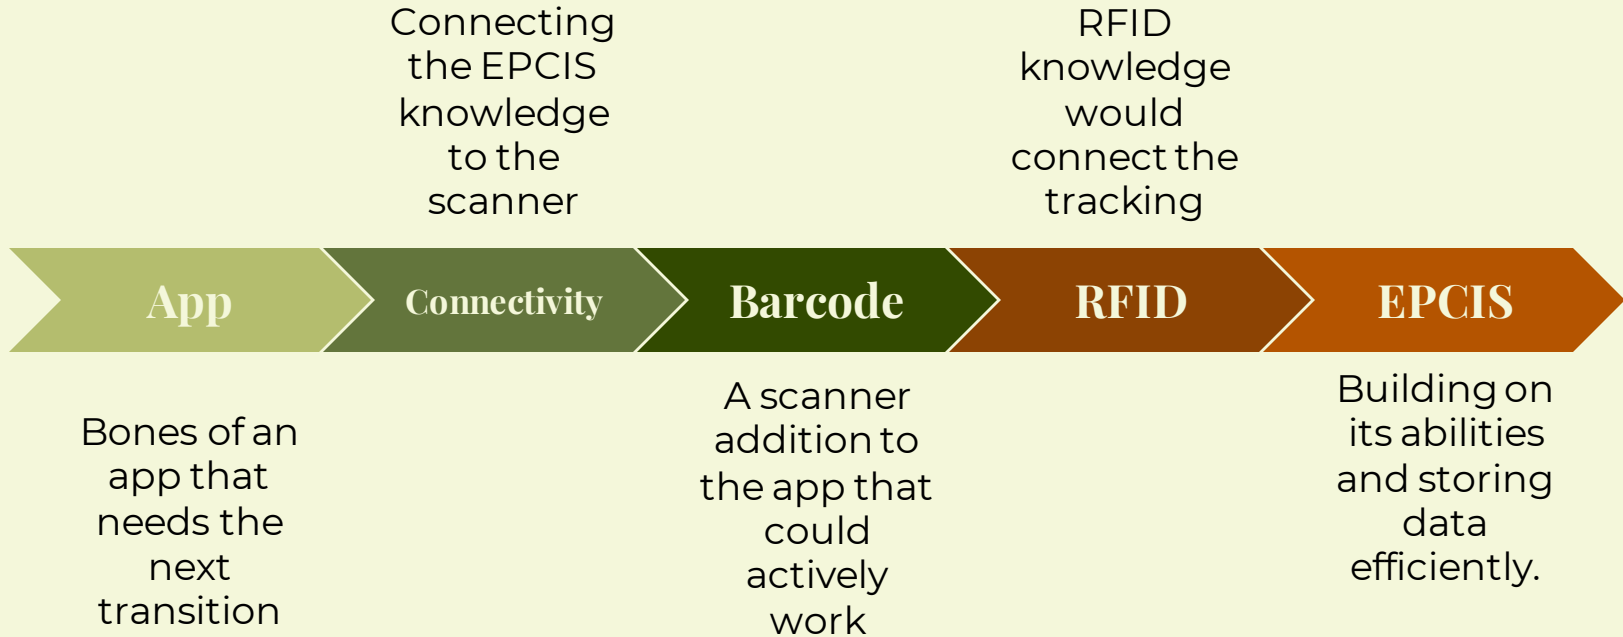 Connecting
the EPCIS
knowledge
to the
scanner
RFID
knowledge
would
connect the
tracking
App
Connectivity
Barcode
RFID
EPCIS
Bones of an
app that
needs the
next
transition
A scanner
addition to
the app that
could
actively
work
Building on
its abilities
and storing
data
efficiently.